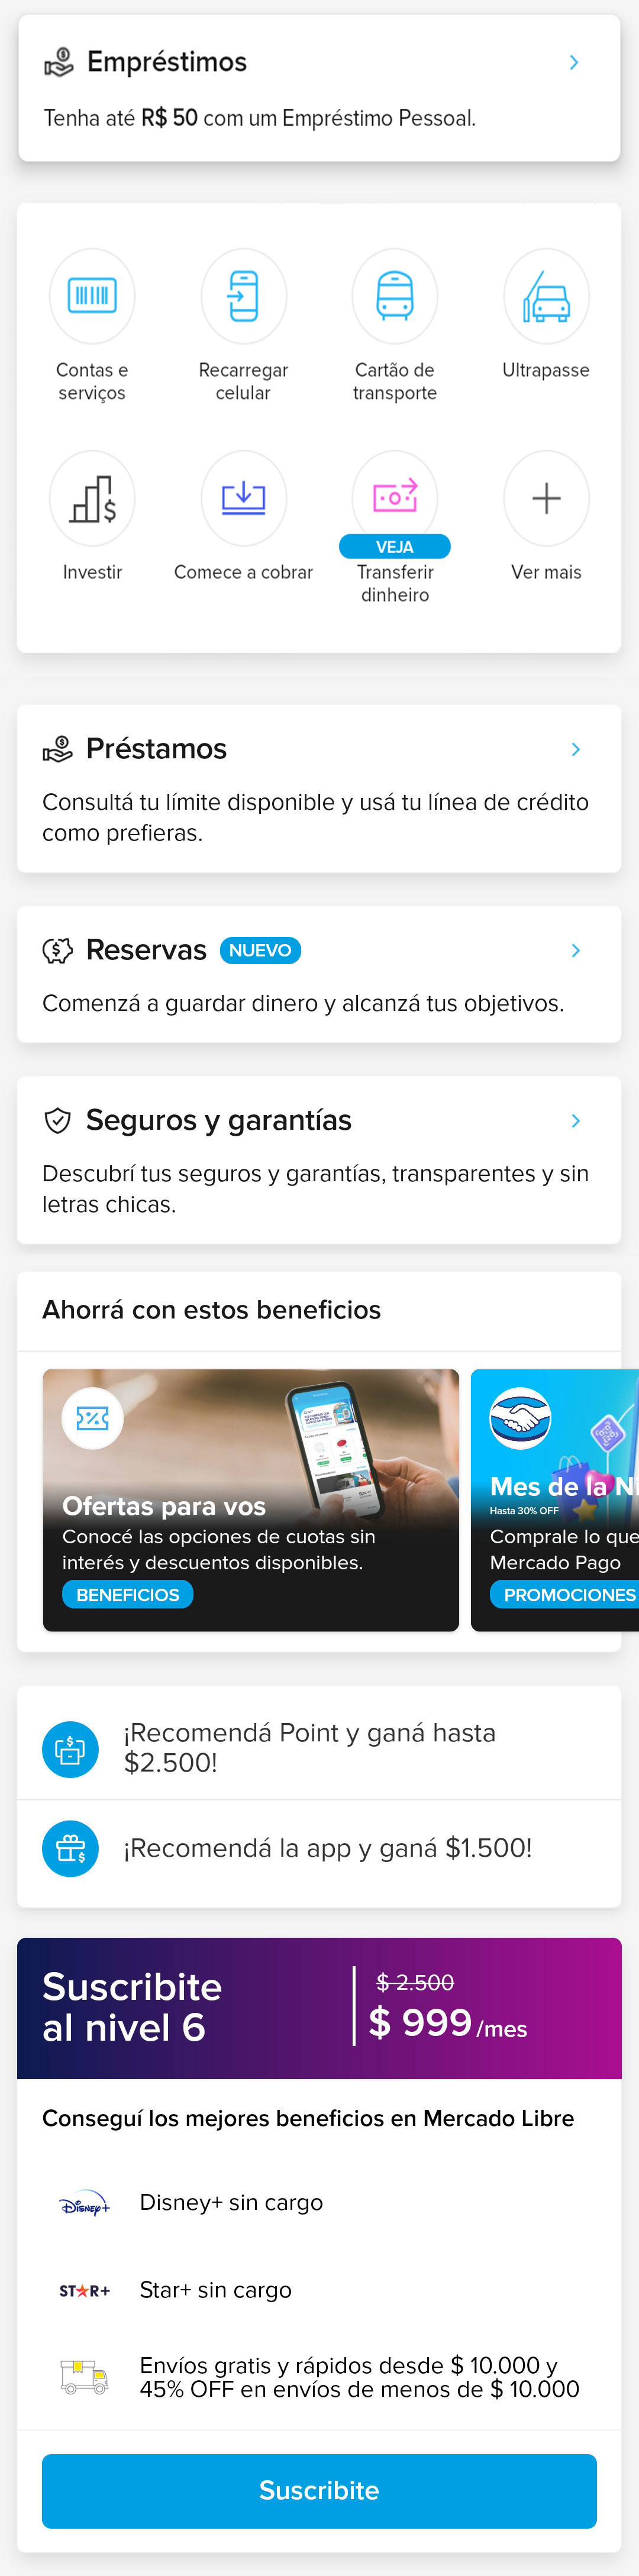 Empréstimos
Tenha até R$ 50 com um Empréstimo Pessoal.
Contas e
serviços
Recarregar
celular
Cartão de
transporte
Ultrapasse
Investir
Comece a cobrar
VEJA
Transferir
dinheiro
Ver mais
Préstamos
Consultá tu límite disponible y usá tu línea de crédito
como prefieras.
Reservas NUEVO
Comenzá a guardar dinero y alcanzá tus objetivos.
Seguros y garantías
Descubrí tus seguros y garantías, transparentes y sin
letras chicas.
Ahorrá con estos beneficios
Ofertas para vos
Conocé las opciones de cuotas sin
interés y descuentos disponibles.
BENEFICIOS
Mes de la
Hasta 30% OFF
Comprale lo que
Mercado Pago
PROMOCIONES
¡Recomendá Point y ganá hasta
$2.500!
¡Recomendá la app y ganá $1.500!
Suscribite
al nivel 6
$ 2.500
$ 999 /mes
Conseguí los mejores beneficios en Mercado Libre
Disney+
Disney+ sin cargo
STAR+
Star+ sin cargo
Envíos gratis y rápidos desde $ 10.000 y
45% OFF en envíos de menos de $ 10.000
Suscribite